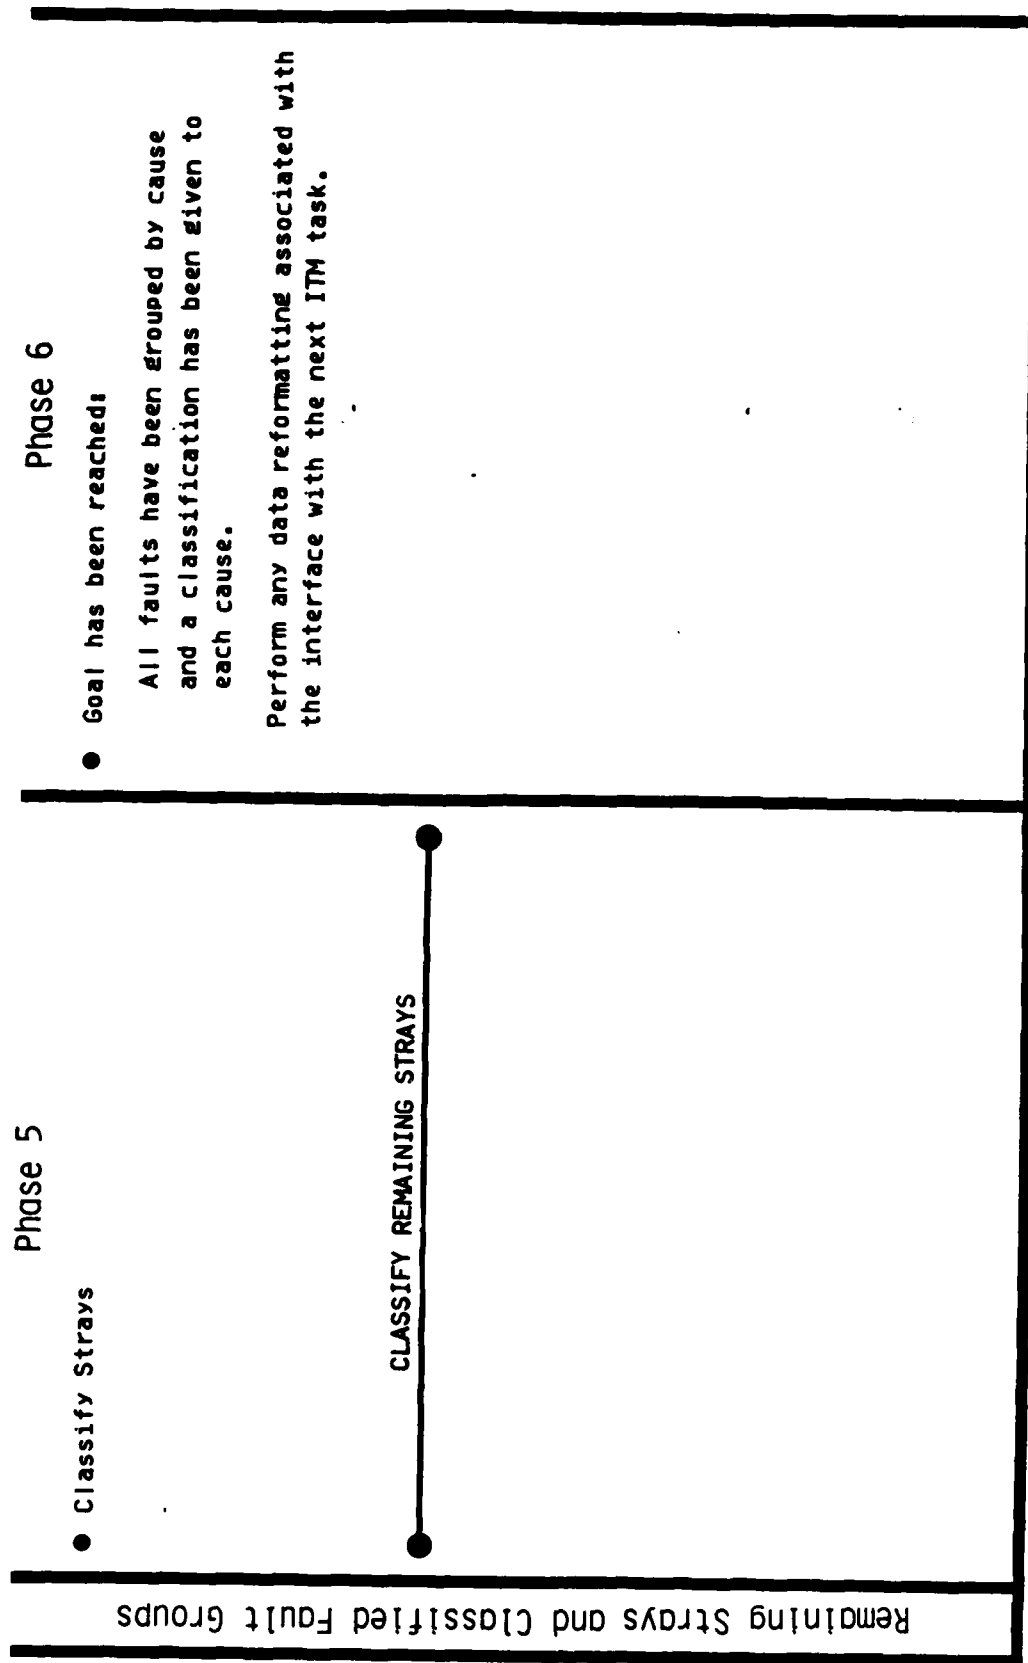 Remaining Strays and Classified Fault Groups
Phase 5
● Classify Strays
CLASSIFY REMAINING STRAYS
Phase 6
● Goal has been reached:
All faults have been grouped by cause
and a classification has been given to
each cause.
Perform any data reformatting associated with
the interface with the next ITM task.